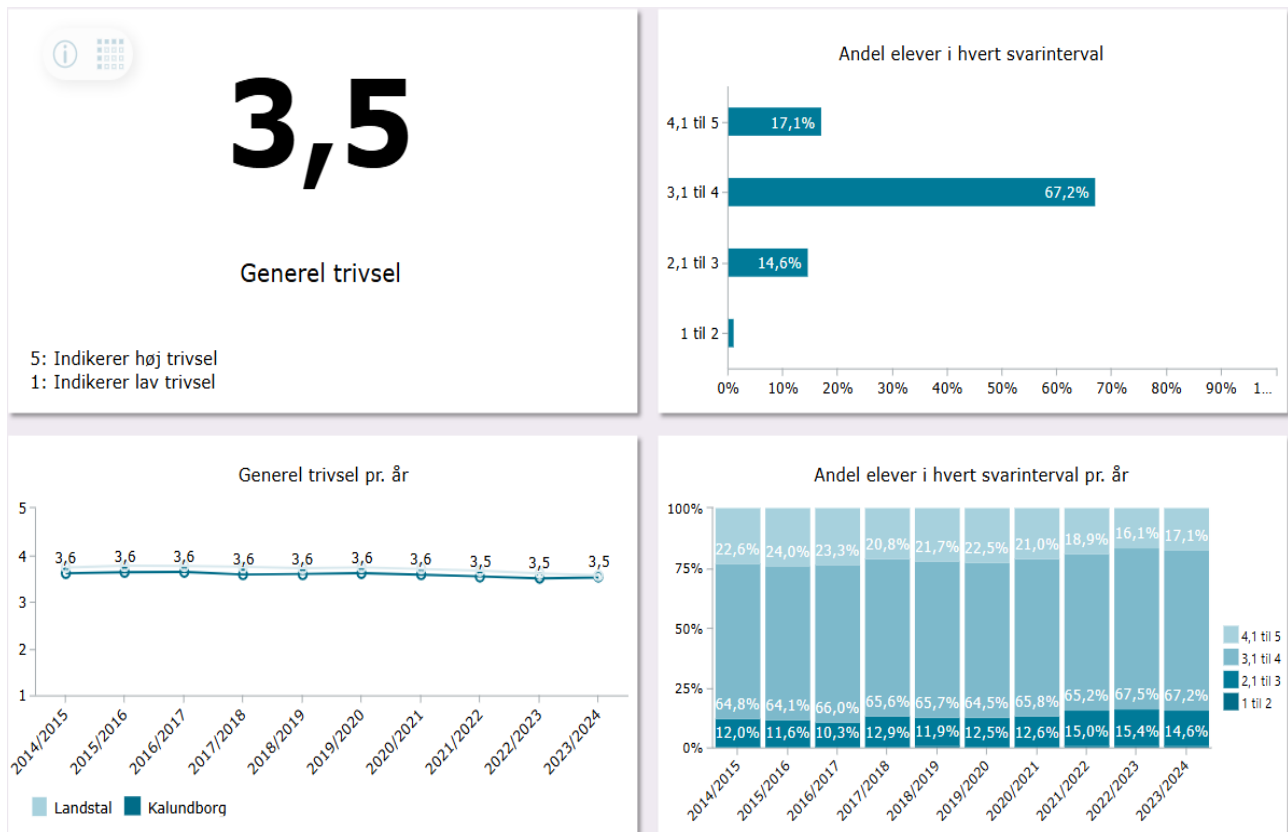 3,5
Generel trivsel
5: Indikerer høj trivsel
1: Indikerer lav trivsel
Andel elever i hvert svarinterval
4,1 til 5
17,1%
3,1 til 4
67,2%
2,1 til 3
14,6%
1 til 2
0% 10% 20% 30% 40% 50% 60% 70% 80% 90% 1...
Generel trivsel pr. år
5
4
3
2
1
3,6 3,6 3,6 3,6 3,6 3,6 3,6 3,5 3,5 3,5
2014/2015 2015/2016 2016/2017 2017/2018 2018/2019 2019/2020 2020/2021 2021/2022 2022/2023 2023/2024
Landstal Kalundborg
Andel elever i hvert svarinterval pr. år
100%
75%
50%
25%
0%
22,6% 24,0% 23,3% 20,8% 21,7% 22,5% 21,0% 18,9% 16,1% 17,1%
64,8% 64,1% 66,0% 65,6% 65,7% 64,5% 65,8% 65,2% 67,5% 67,2%
12,0% 11,6% 10,3% 12,9% 11,9% 12,5% 12,6% 15,0% 15,4% 14,6%
2014/2015 2015/2016 2016/2017 2017/2018 2018/2019 2019/2020 2020/2021 2021/2022 2022/2023 2023/2024
4,1 til 5
3,1 til 4
2,1 til 3
1 til 2